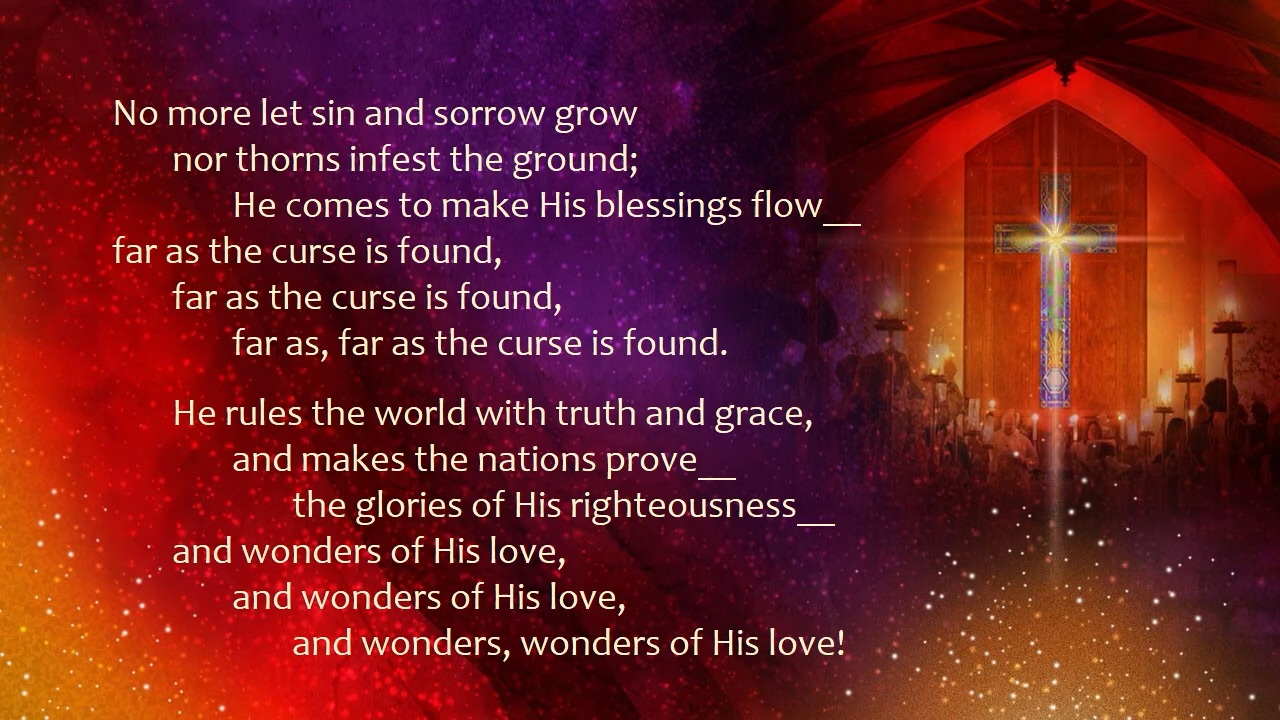 No more let sin and sorrow grow
nor thorns infest the ground;
He comes to make His blessings flow__
far as the curse is found,
far as the curse is found,
far as, far as the curse is found.
He rules the world with truth and grace,
and makes the nations prove__
the glories of His righteousness__
and wonders of His love,
and wonders of His love,
and wonders, wonders of His love!